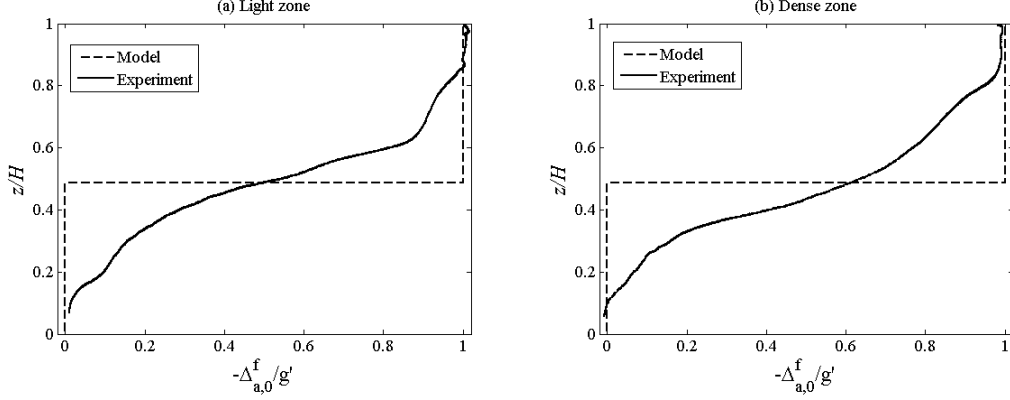 (a) Light zone
1
0.8
0.6
0.4
0.2
0
z/H
Model
Experiment
0 0.2 0.4 0.6 0.8 1
-Δ^f_{a,0}/g'
(b) Dense zone
1
0.8
0.6
0.4
0.2
0
z/H
Model
Experiment
0 0.2 0.4 0.6 0.8 1
-Δ^f_{a,0}/g'